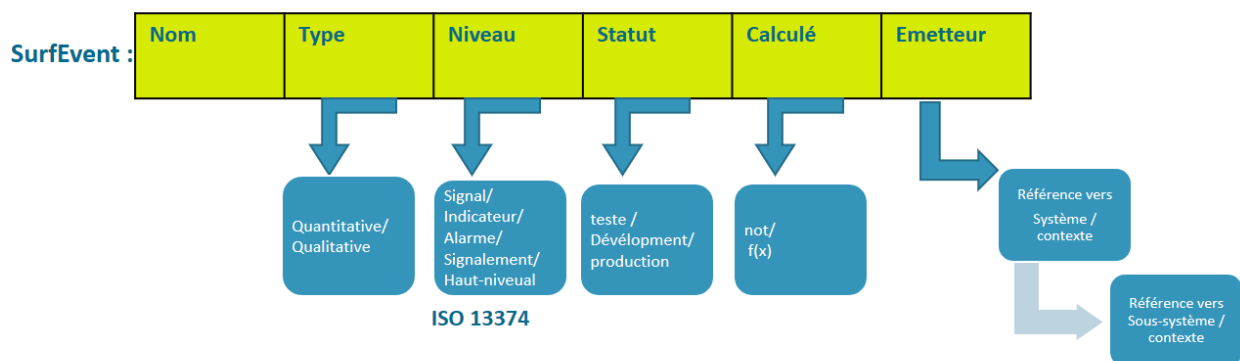 SurfEvent :
Nom
Type
Niveau
Statut
Calculé
Emetteur
Quantitative/
Qualitative
Signal/
Indicateur/
Alarme/
Signalement/
Haut-niveual
ISO 13374
teste /
Dévélopment/
production
not/
f(x)
Référence vers
Système /
contexte
Référence vers
Sous-système /
contexte